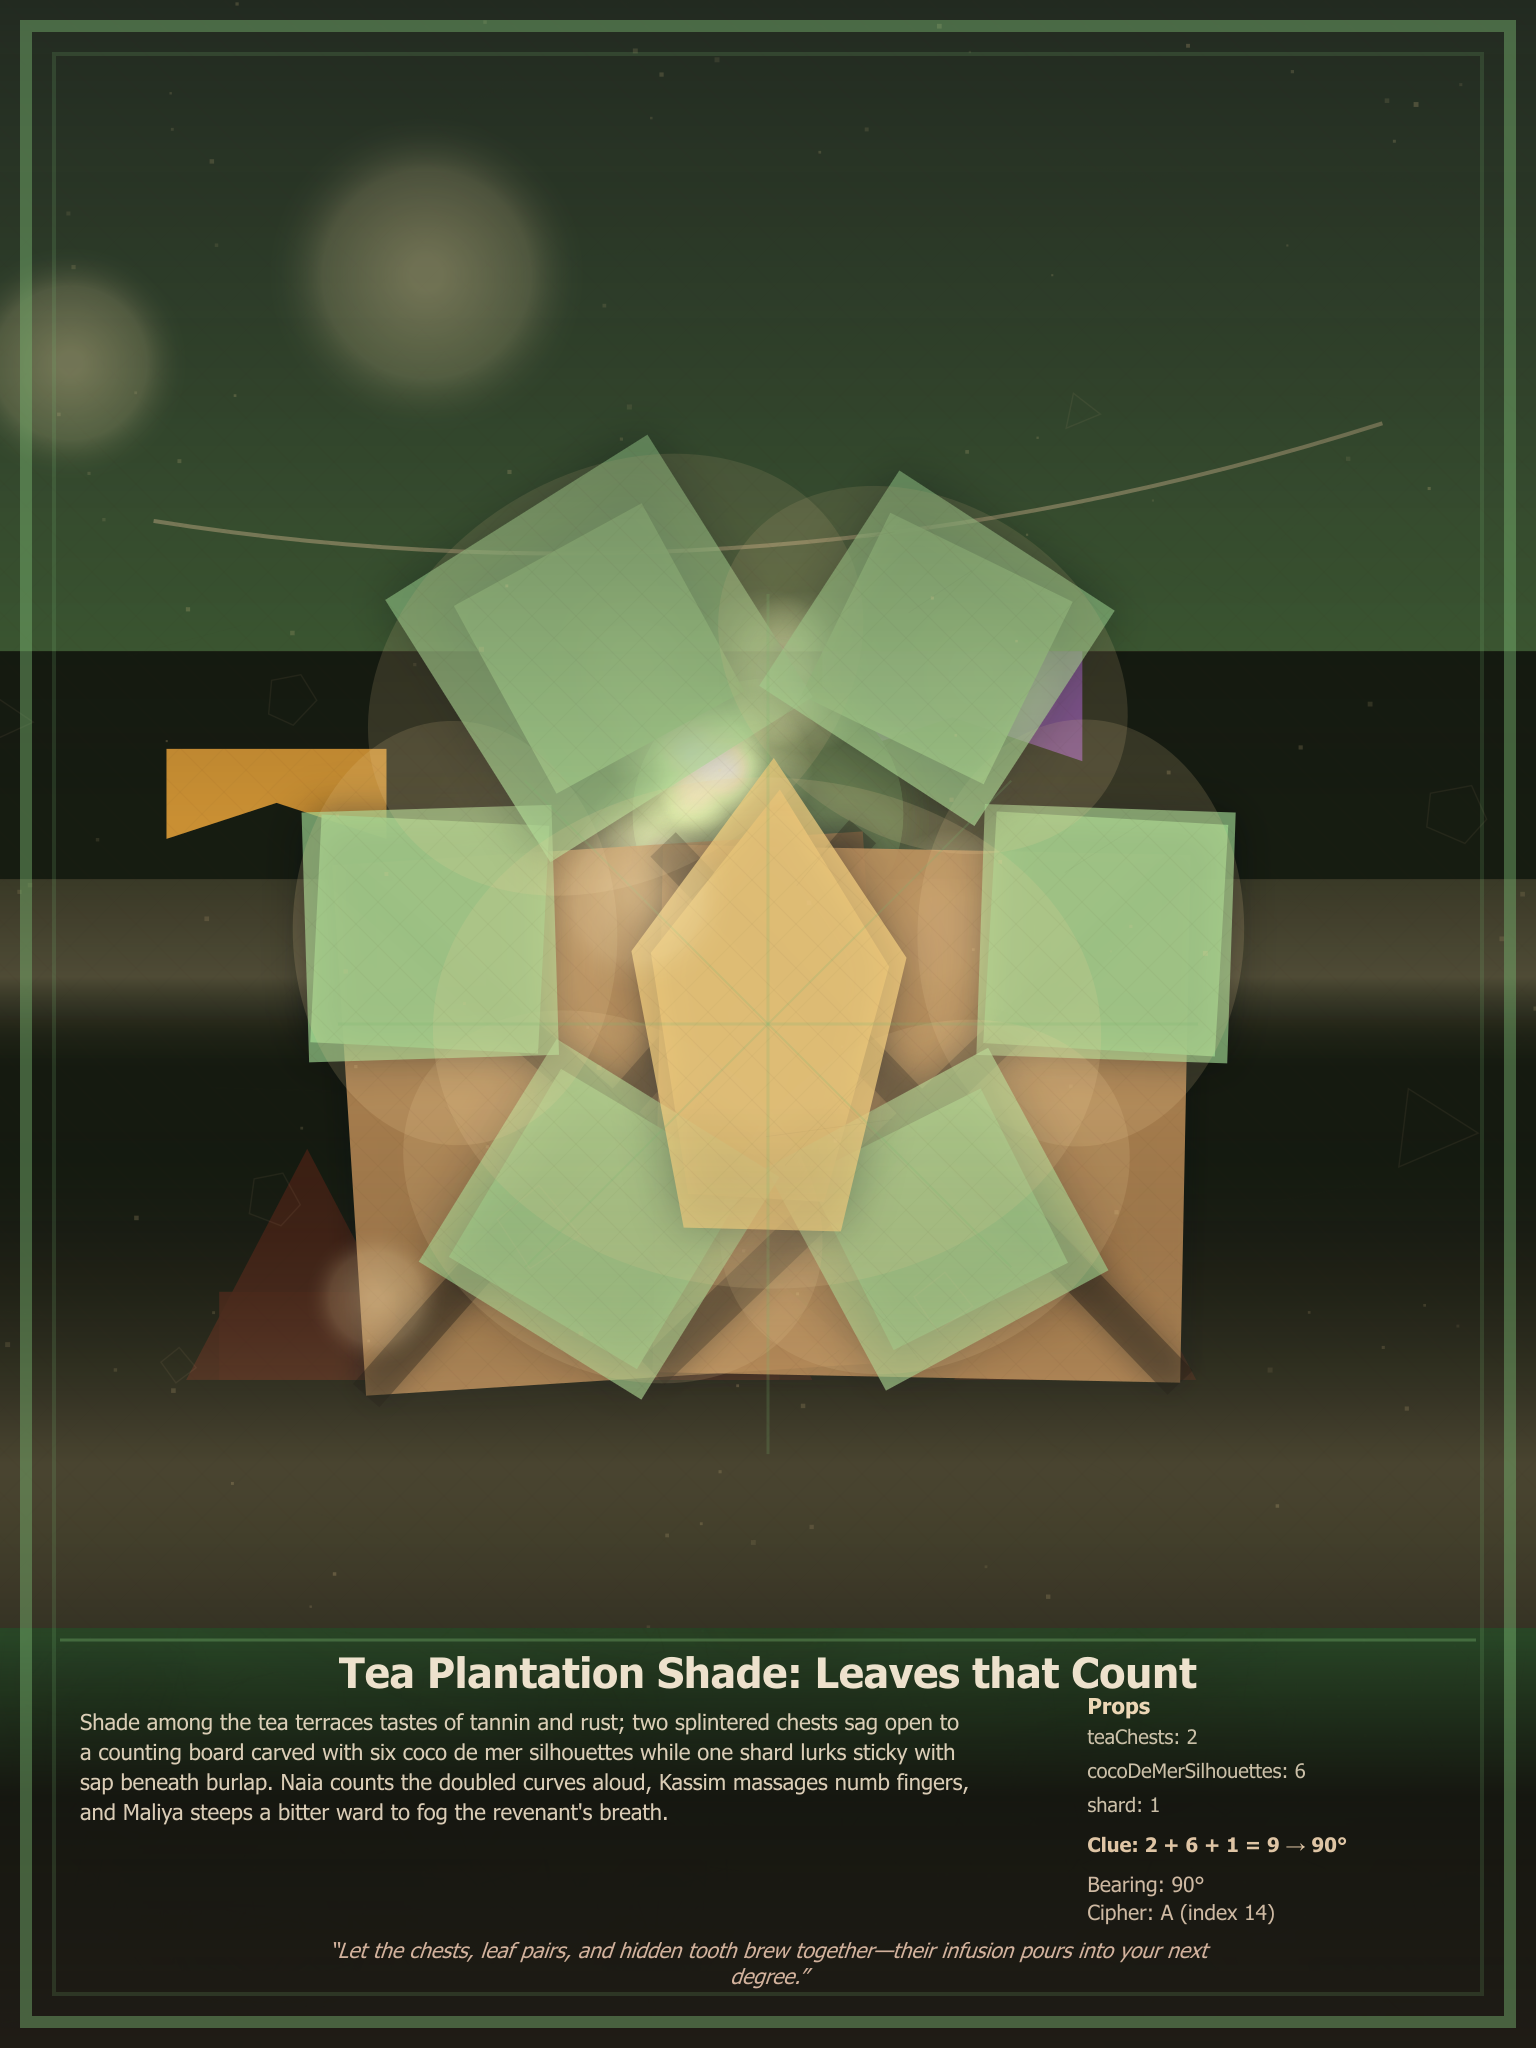 Tea Plantation Shade: Leaves that Count
Shade among the tea terraces tastes of tannin and rust; two splintered chests sag open to
a counting board carved with six coco de mer silhouettes while one shard lurks sticky with
sap beneath burlap. Naia counts the doubled curves aloud, Kassim massages numb fingers,
and Maliya steeps a bitter ward to fog the revenant's breath.
Props
teaChests: 2
cocoDeMerSilhouettes: 6
shard: 1
Clue: 2 + 6 + 1 = 9 → 90°
Bearing: 90°
Cipher: A (index 14)
"Let the chests, leaf pairs, and hidden tooth brew together—their infusion pours into your next
degree.”